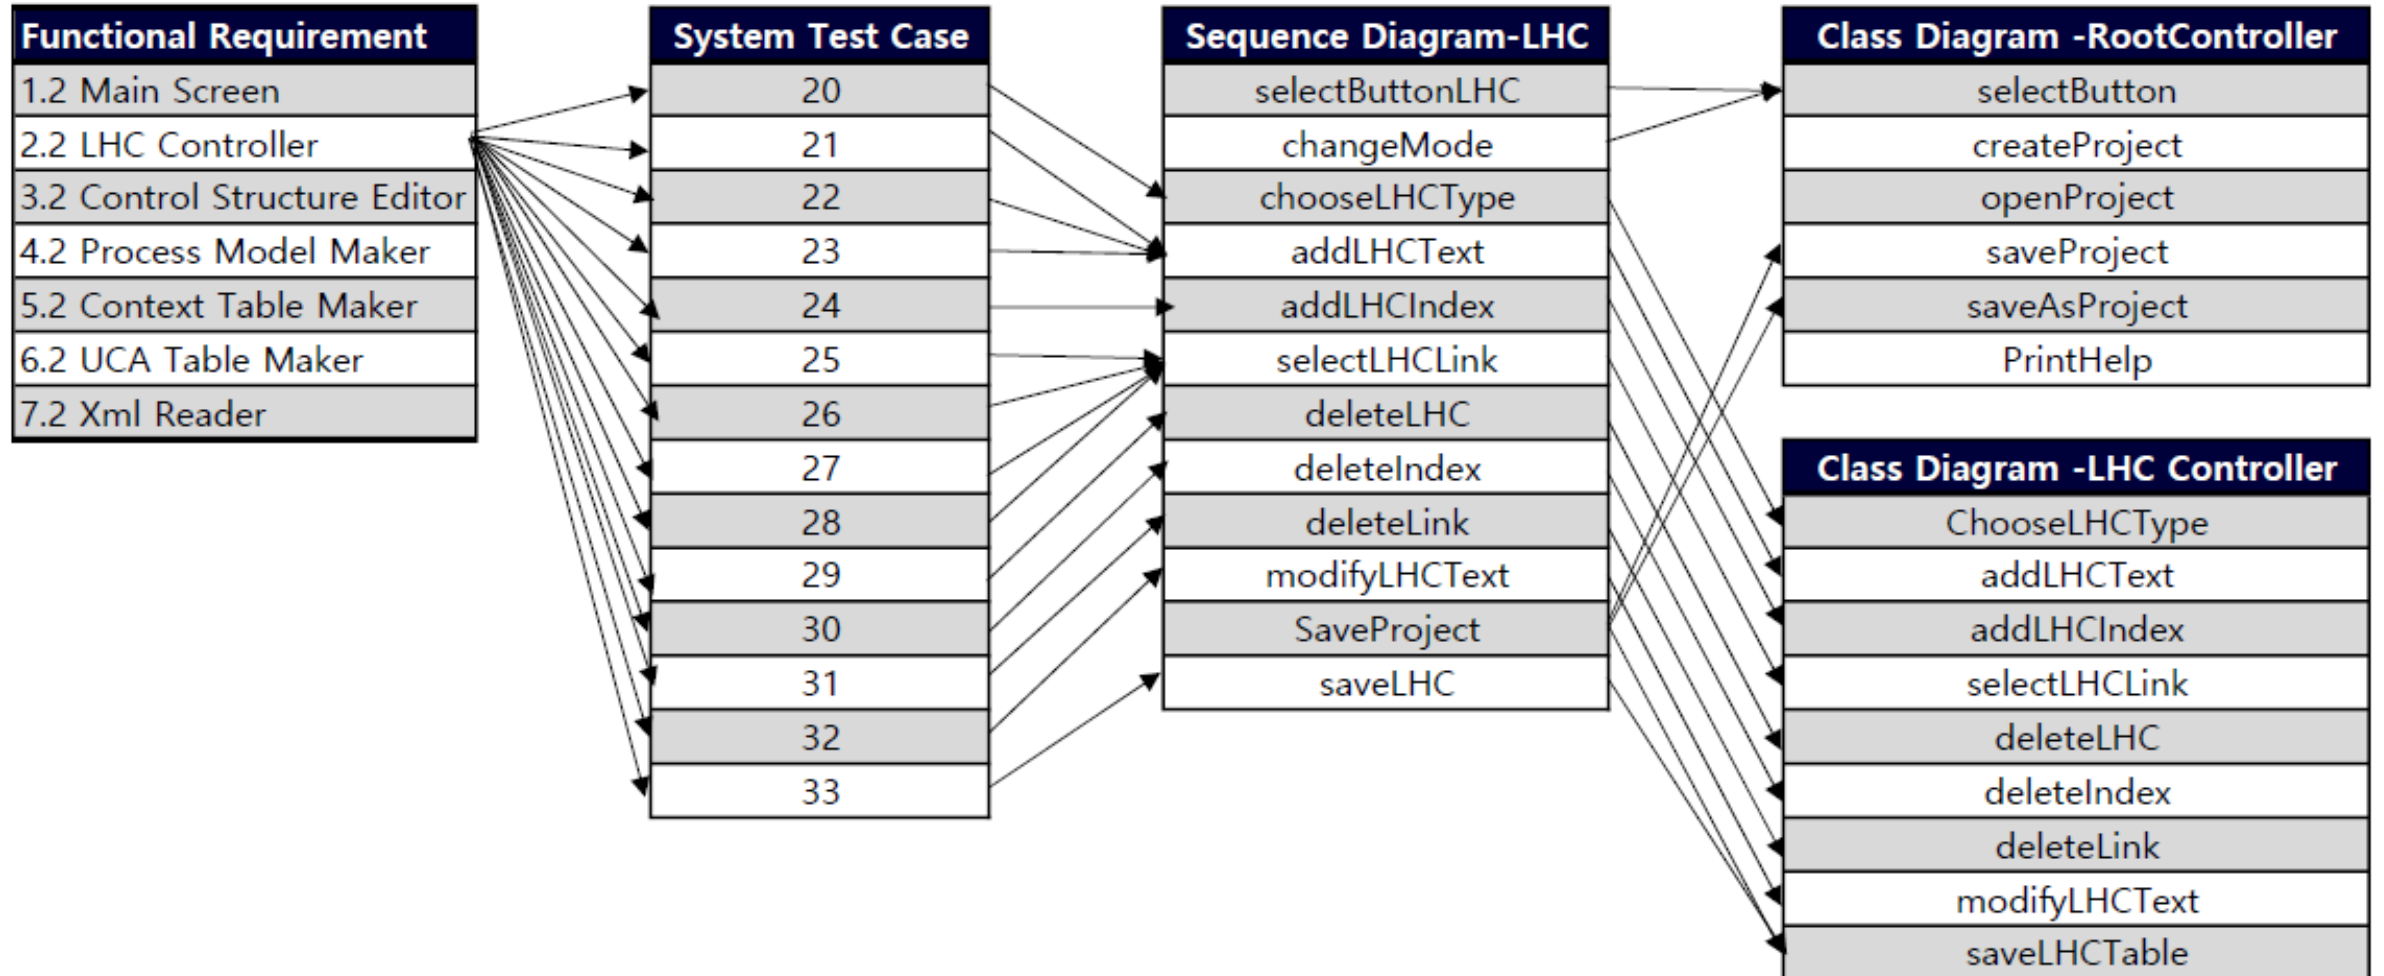 Functional Requirement
1.2 Main Screen
2.2 LHC Controller
3.2 Control Structure Editor
4.2 Process Model Maker
5.2 Context Table Maker
6.2 UCA Table Maker
7.2 Xml Reader
System Test Case
20
21
22
23
24
25
26
27
28
29
30
31
32
33
Sequence Diagram-LHC
selectButtonLHC
changeMode
chooseLHCType
addLHCText
addLHCIndex
selectLHCLink
deleteLHC
deleteIndex
deleteLink
modifyLHCText
SaveProject
saveLHC
Class Diagram -RootController
selectButton
createProject
openProject
saveProject
saveAsProject
PrintHelp
Class Diagram -LHC Controller
ChooseLHCType
addLHCText
addLHCIndex
selectLHCLink
deleteLHC
deleteIndex
deleteLink
modifyLHCText
saveLHCTable